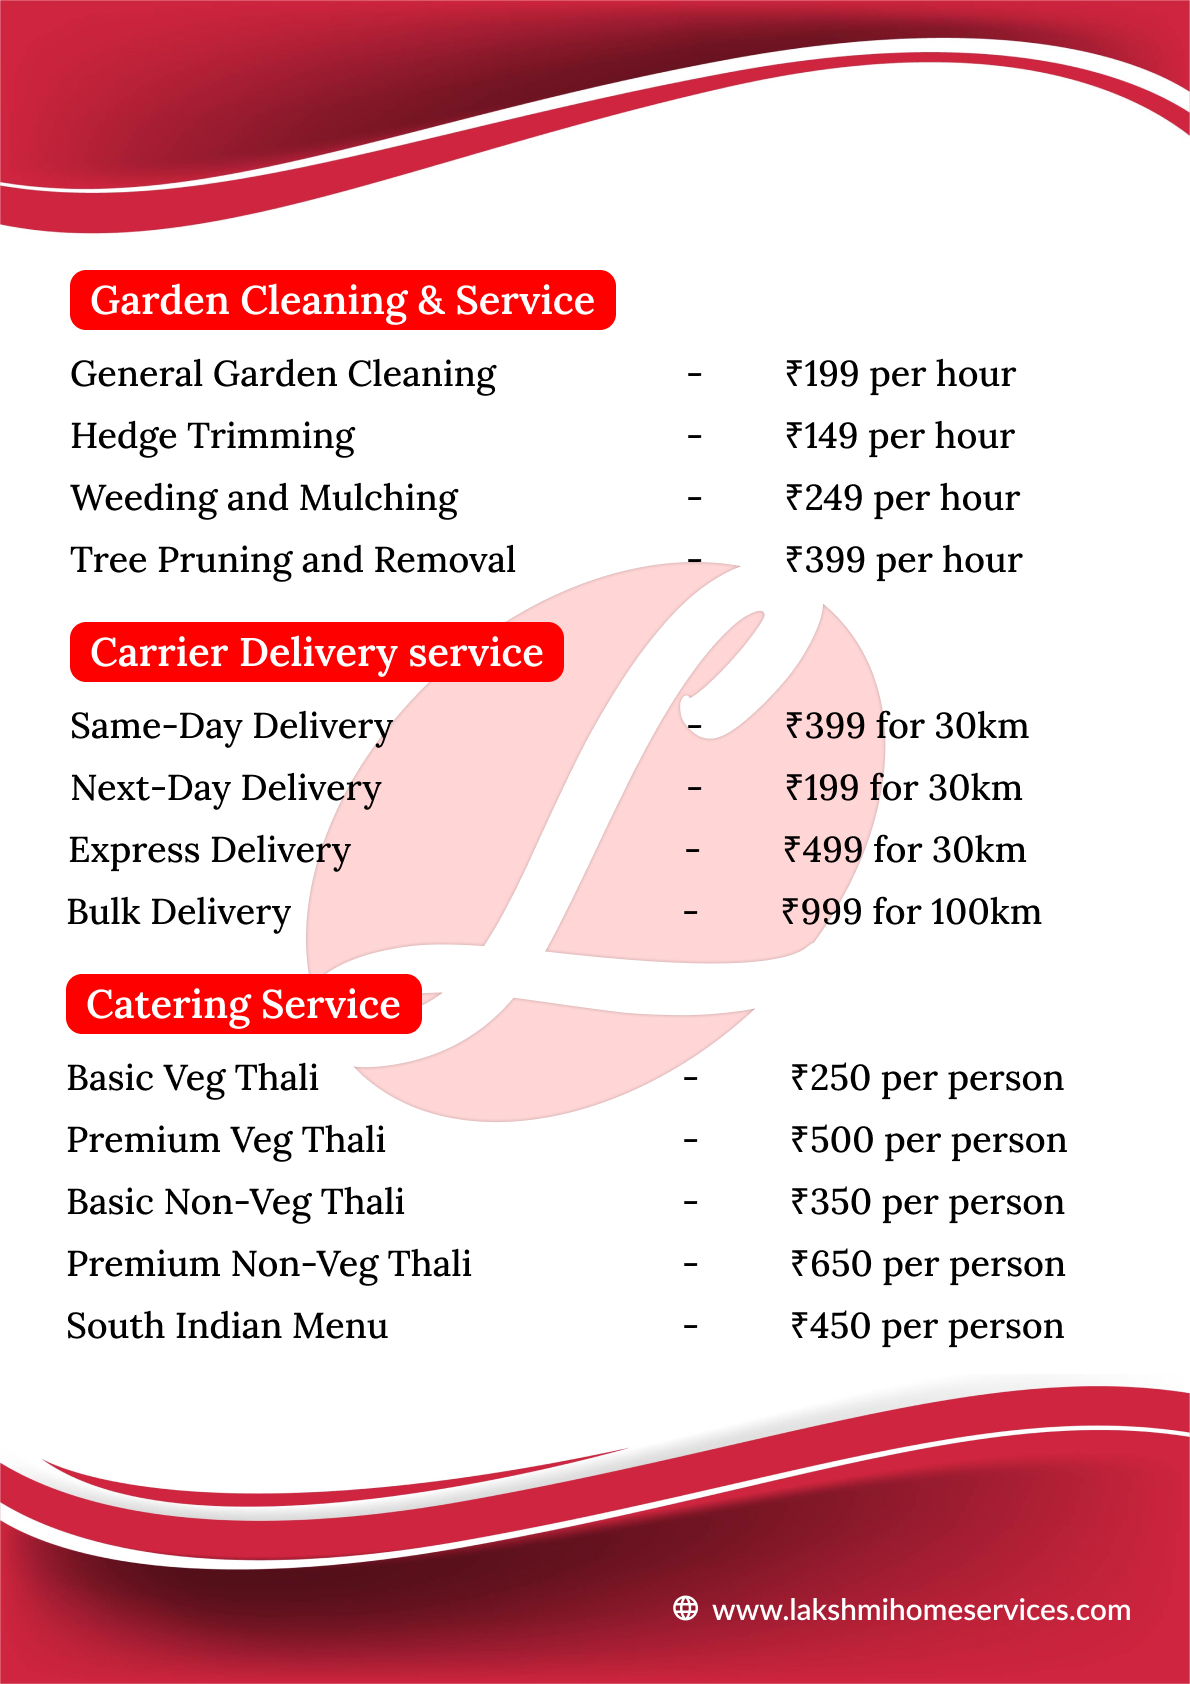 Garden Cleaning & Service
General Garden Cleaning - ₹199 per hour
Hedge Trimming - ₹149 per hour
Weeding and Mulching - ₹249 per hour
Tree Pruning and Removal - ₹399 per hour
Carrier Delivery service
Same-Day Delivery - ₹399 for 30km
Next-Day Delivery - ₹199 for 30km
Express Delivery - ₹499 for 30km
Bulk Delivery - ₹999 for 100km
Catering Service
Basic Veg Thali - ₹250 per person
Premium Veg Thali - ₹500 per person
Basic Non-Veg Thali - ₹350 per person
Premium Non-Veg Thali - ₹650 per person
South Indian Menu - ₹450 per person
www.lakshmihomeservices.com